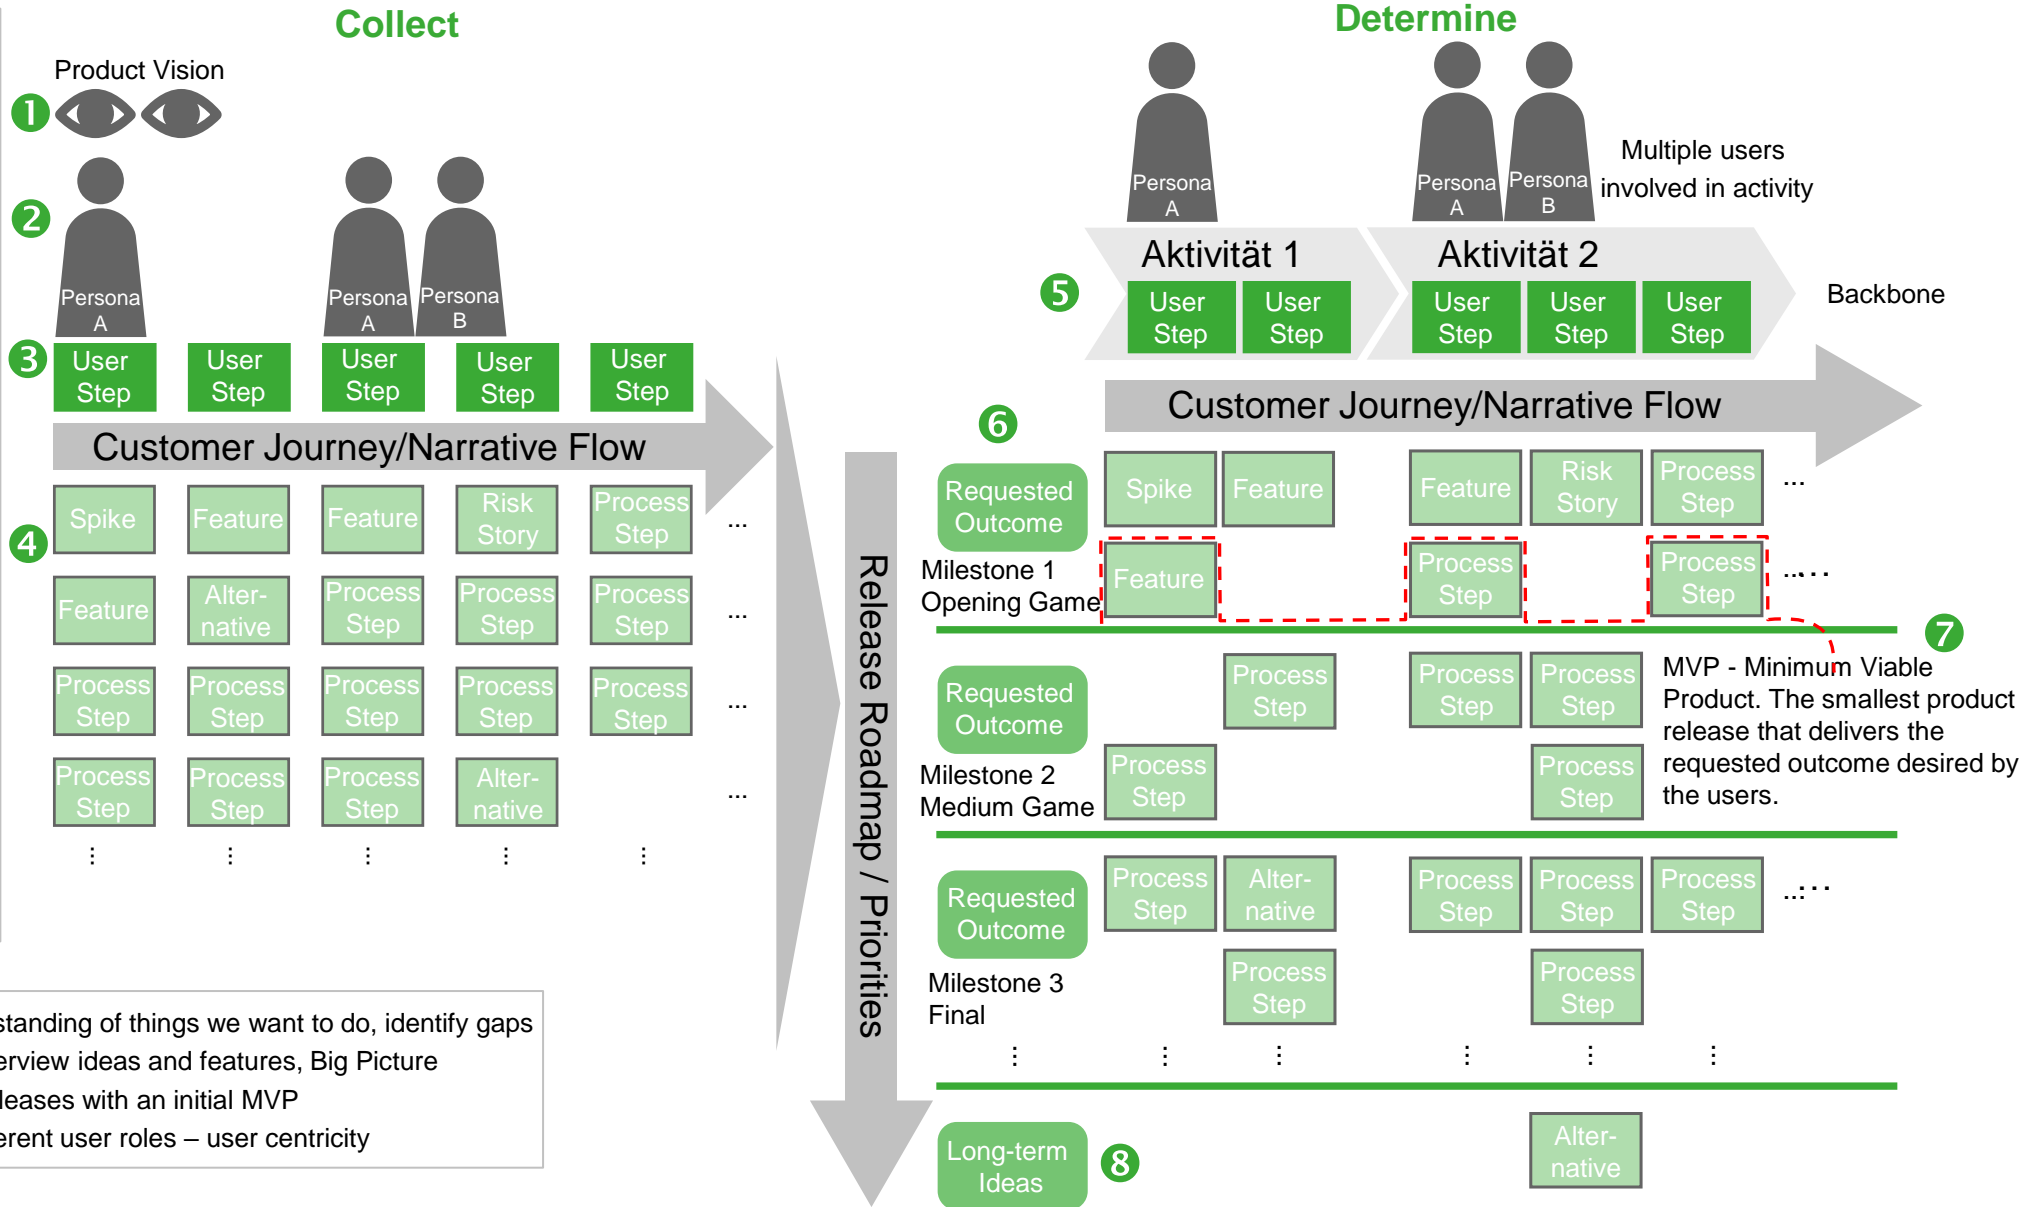 Collect
Product Vision
1
2
Persona
A
Persona
A
Persona
B
3
User
Step
User
Step
User
Step
User
Step
User
Step
Customer Journey/Narrative Flow
4
Spike
Feature
Feature
Risk
Story
Process
Step
...
Feature
Alter-
native
Process
Step
Process
Step
Process
Step
...
Process
Step
Process
Step
Process
Step
Process
Step
Process
Step
...
Process
Step
Process
Step
Process
Step
Alter-
native
...
...
...
...
...
...
standing of things we want to do, identify gaps
erview ideas and features, Big Picture
leases with an initial MVP
erent user roles – user centricity
Release Roadmap / Priorities
Determine
Persona
A
Persona
A
Persona
B
Multiple users
involved in activity
5
Aktivität 1
Aktivität 2
User
Step
User
Step
User
Step
User
Step
User
Step
Backbone
Customer Journey/Narrative Flow
6
Requested
Outcome
Spike
Feature
Feature
Risk
Story
Process
Step
...
Milestone 1
Opening Game
Feature
Process
Step
Process
Step
......
7
MVP - Minimum Viable
Product. The smallest product
release that delivers the
requested outcome desired by
the users.
Requested
Outcome
Process
Step
Process
Step
Process
Step
Milestone 2
Medium Game
Process
Step
Process
Step
Requested
Outcome
Process
Step
Alter-
native
Process
Step
Process
Step
Process
Step
......
Milestone 3
Final
Process
Step
Process
Step
...
...
...
...
...
...
Long-term
Ideas
8
Alter-
native